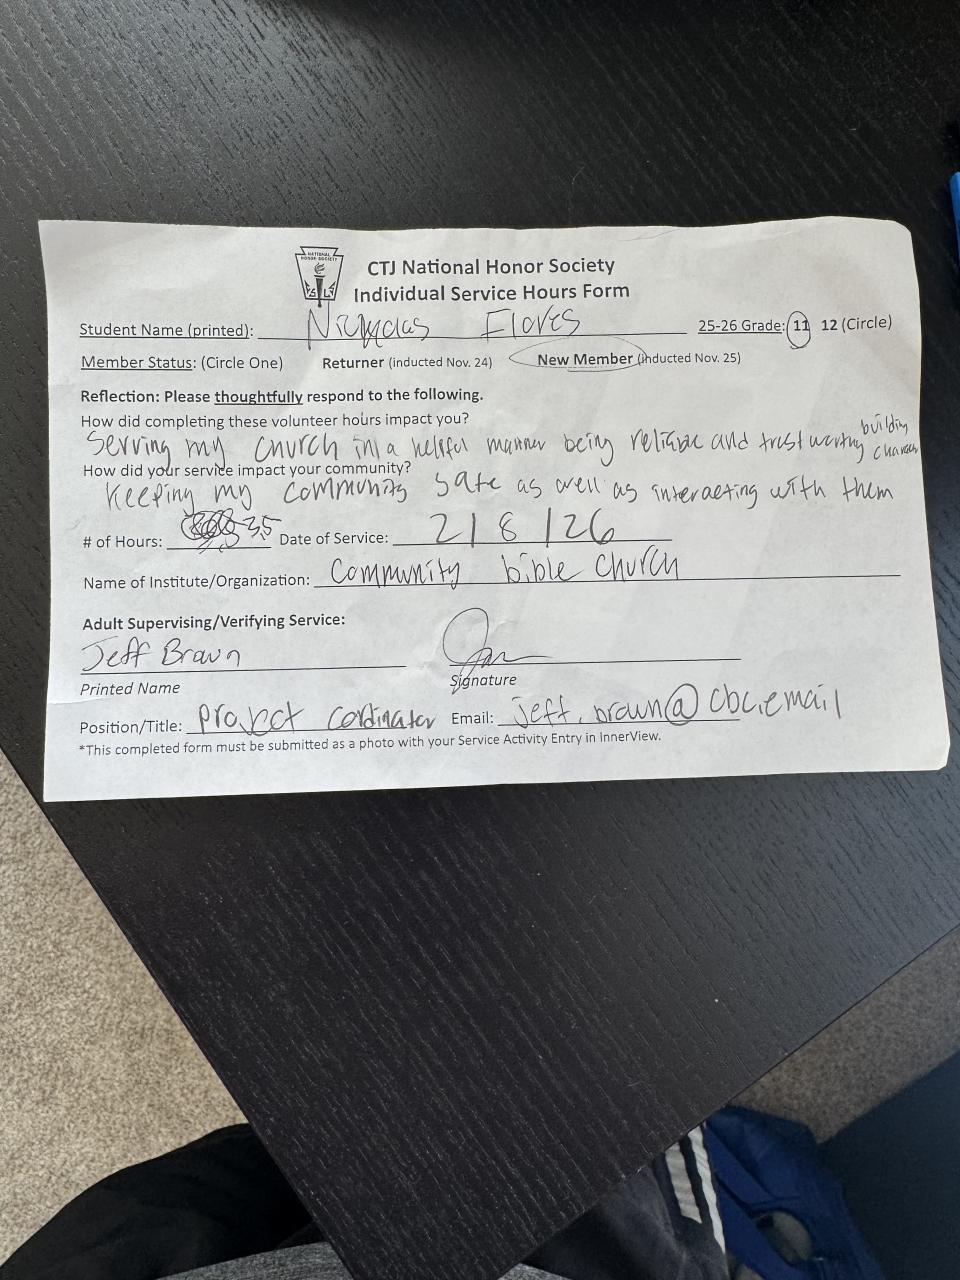 NATIONAL
HONOR SOCIETY
CTJ National Honor Society
Individual Service Hours Form
Student Name (printed): Nickolas Flores 25-26 Grade: 11 12 (Circle)
Member Status: (Circle One) Returner (inducted Nov. 24) New Member (inducted Nov. 25)
Reflection: Please thoughtfully respond to the following.
How did completing these volunteer hours impact you?
Serving my church in a helpful manner being reliable and trustworthy building
How did your service impact your community?
Keeping my community safe as well as interacting with them
# of Hours: 3.5 Date of Service: 2/8/26
Name of Institute/Organization: Community bible church
Adult Supervising/Verifying Service:
Jeff Brown
Printed Name Signature
Position/Title: project cordinator Email: jeff.brown@cbc.email
*This completed form must be submitted as a photo with your Service Activity Entry in InnerView.